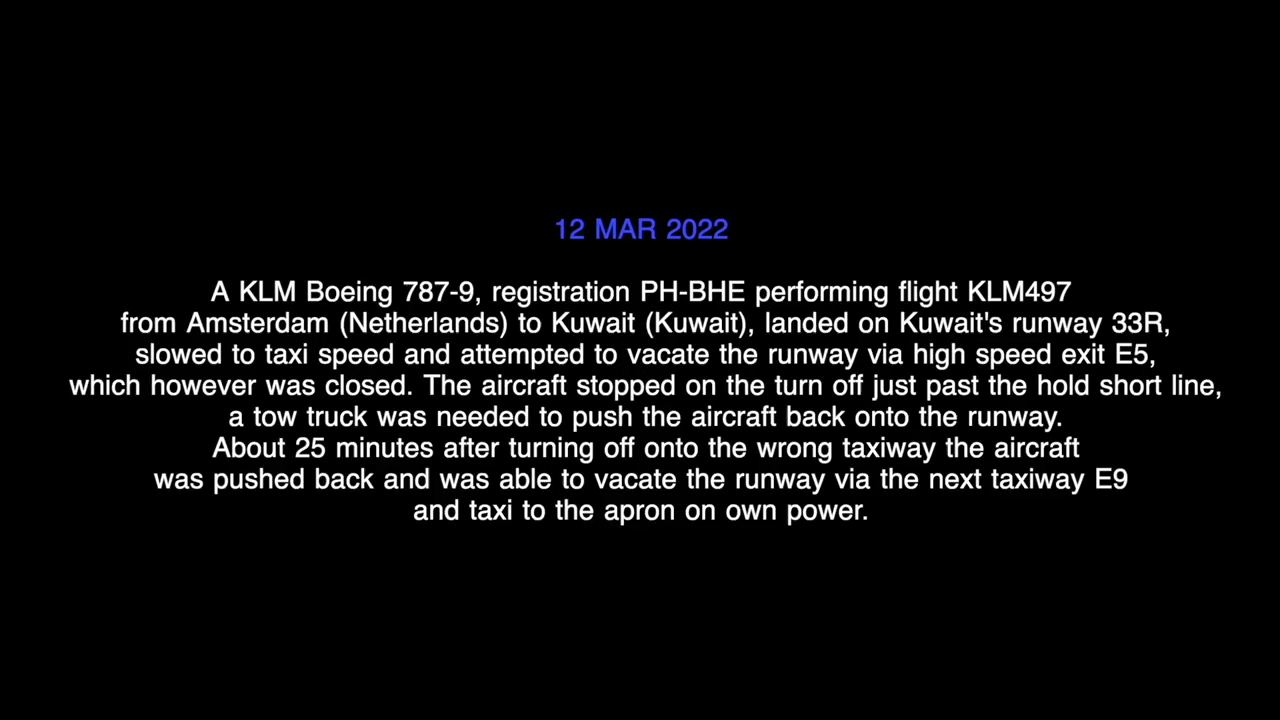 12 MAR 2022
A KLM Boeing 787-9, registration PH-BHE performing flight KLM497
from Amsterdam (Netherlands) to Kuwait (Kuwait), landed on Kuwait's runway 33R,
slowed to taxi speed and attempted to vacate the runway via high speed exit E5,
which however was closed. The aircraft stopped on the turn off just past the hold short line,
a tow truck was needed to push the aircraft back onto the runway.
About 25 minutes after turning off onto the wrong taxiway the aircraft
was pushed back and was able to vacate the runway via the next taxiway E9
and taxi to the apron on own power.